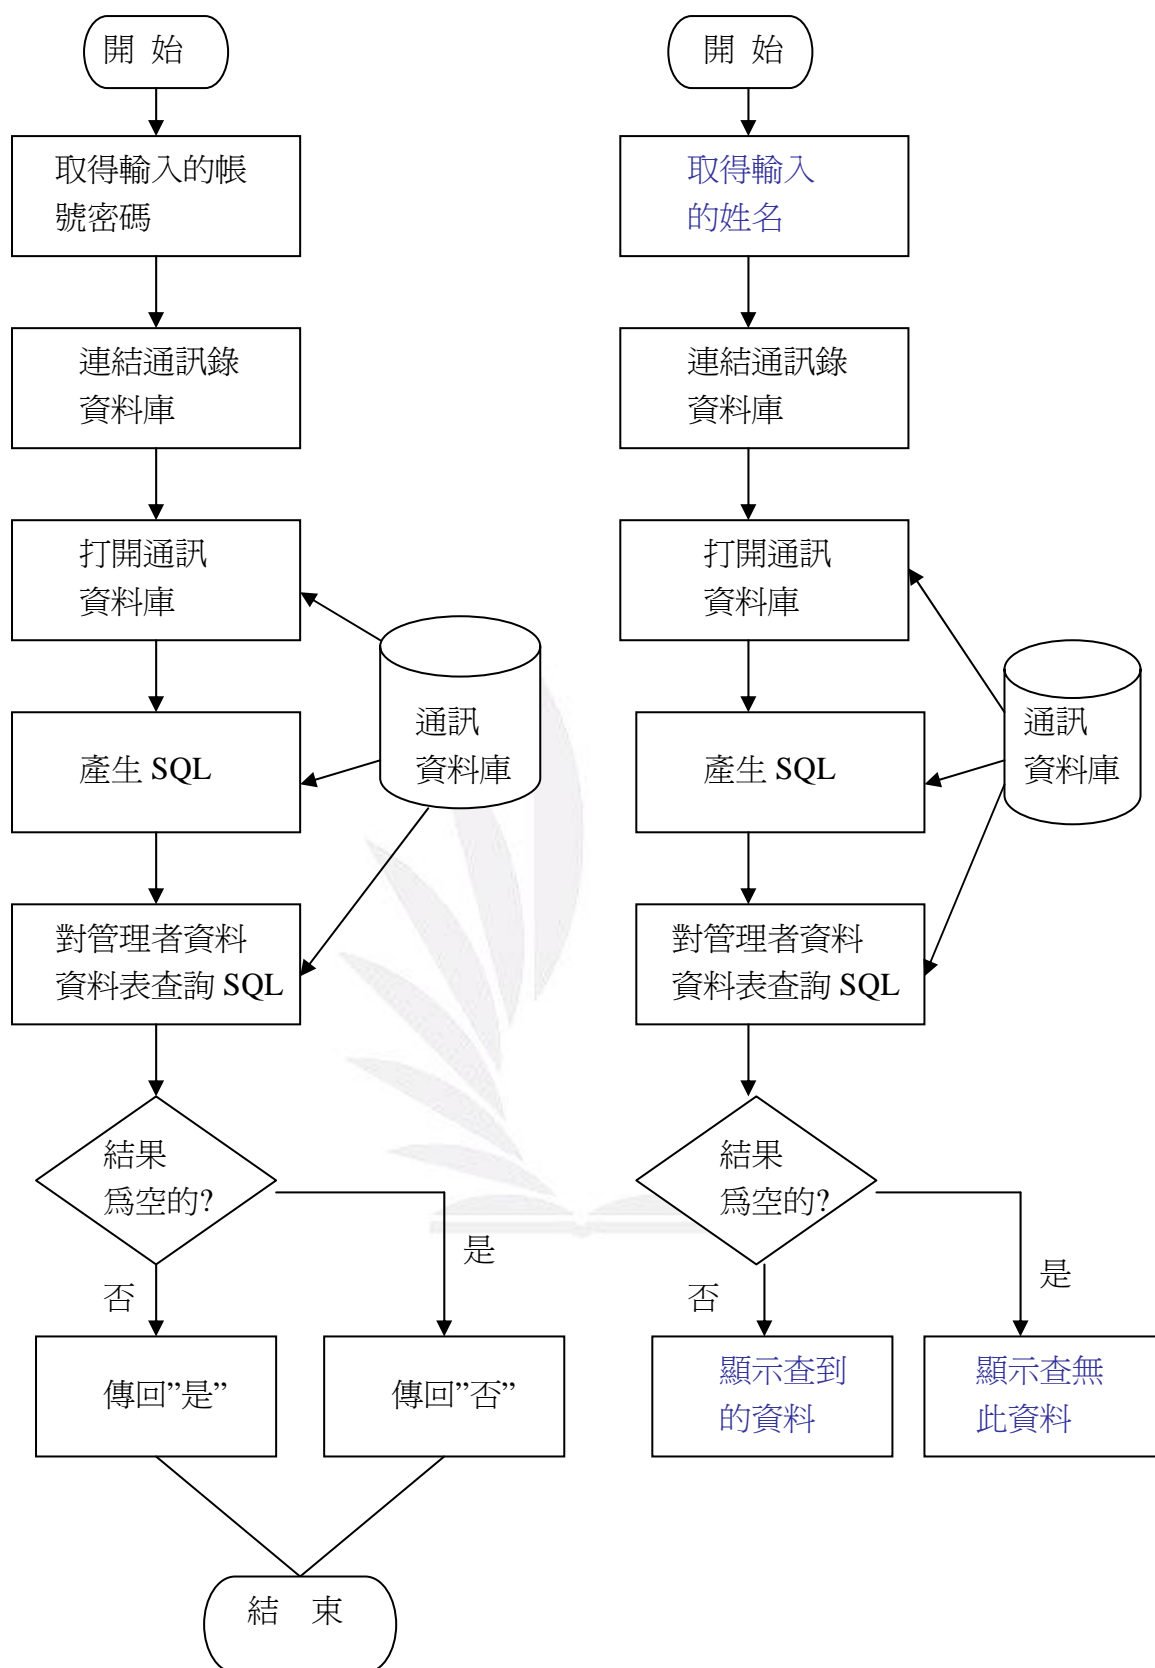 開 始
取得輸入的帳
號密碼
連結通訊錄
資料庫
打開通訊
資料庫
產生 SQL
通訊
資料庫
對管理者資料
資料表查詢 SQL
結果
為空的?
否
是
傳回”是”
傳回”否”
結 束
開 始
取得輸入
的姓名
連結通訊錄
資料庫
打開通訊
資料庫
產生 SQL
通訊
資料庫
對管理者資料
資料表查詢 SQL
結果
為空的?
否
是
顯示查到
的資料
顯示查無
此資料